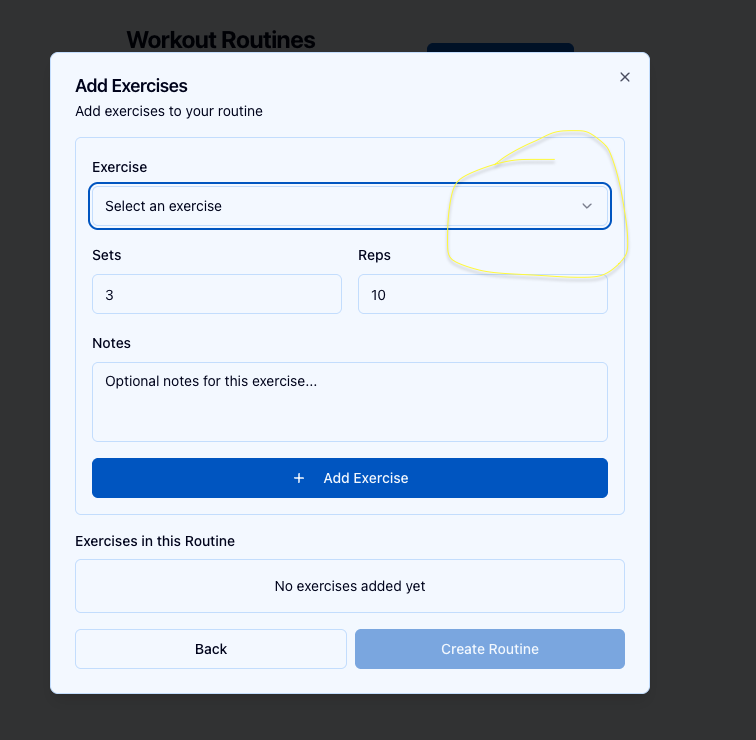 Workout Routines
Add Exercises
Add exercises to your routine
Exercise
Select an exercise
Sets
Reps
3
10
Notes
Optional notes for this exercise...
Add Exercise
Exercises in this Routine
No exercises added yet
Back
Create Routine